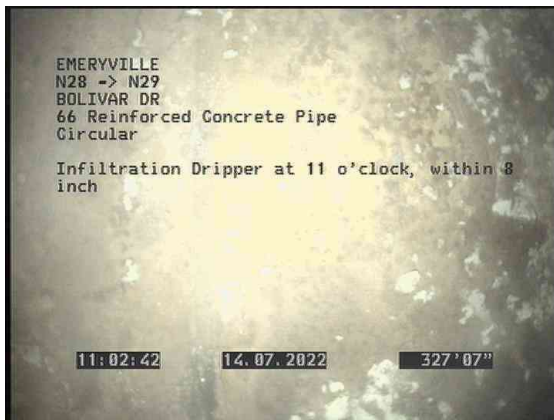 EMERYVILLE
N28 -> N29
BOLIVAR DR
66 Reinforced Concrete Pipe
Circular
Infiltration Dripper at 11 o'clock, within 8
inch
11:02:42 14.07.2022 327'07"